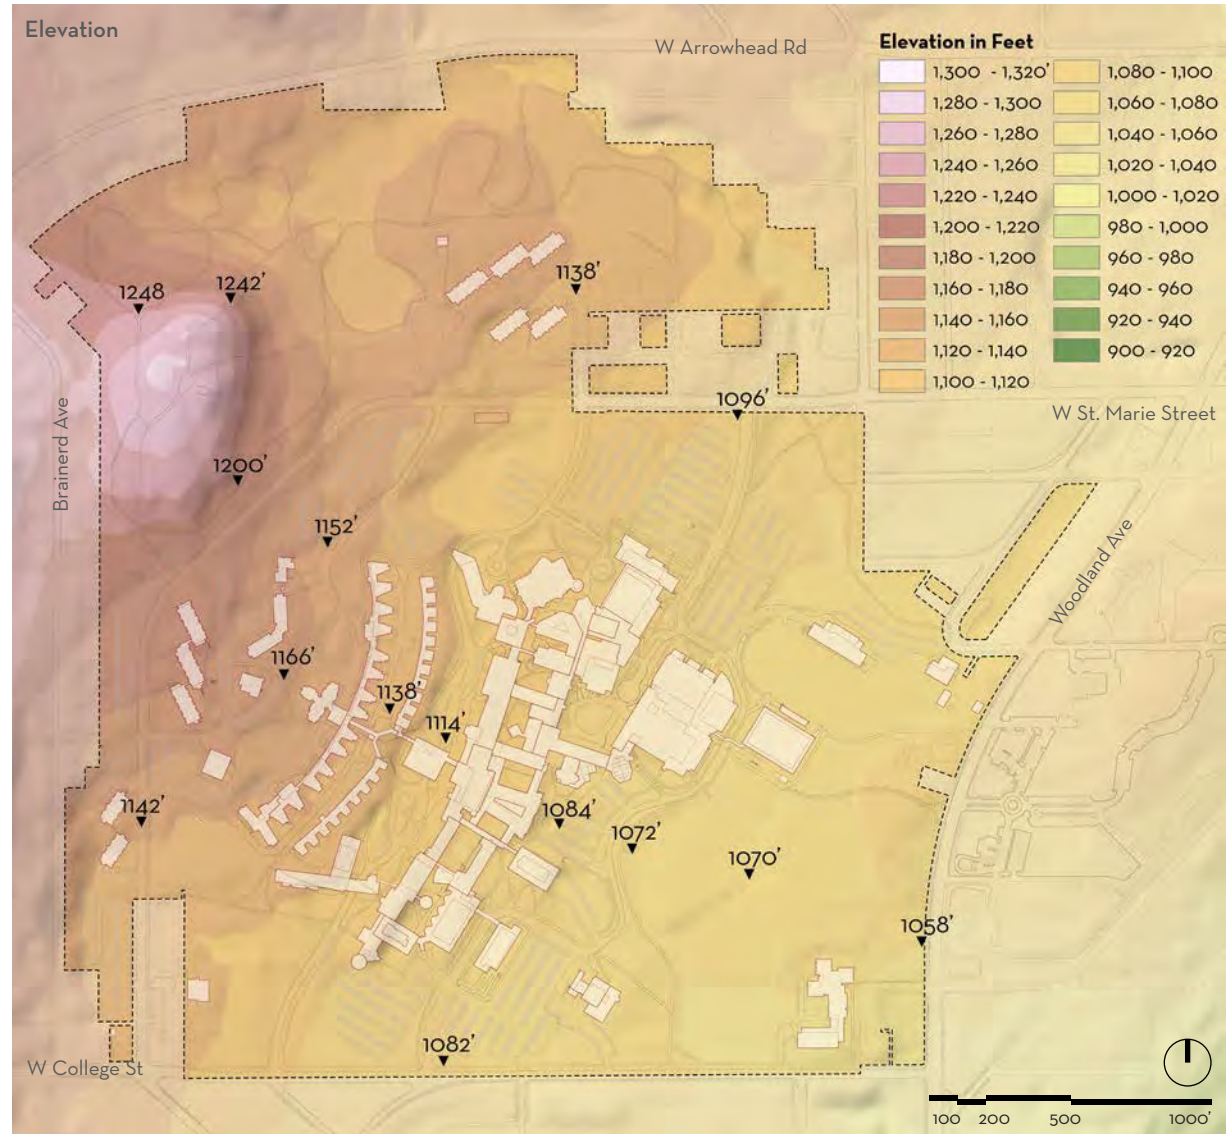 Elevation
W Arrowhead Rd
Elevation in Feet
1,300 - 1,320'
1,280 - 1,300
1,260 - 1,280
1,240 - 1,260
1,220 - 1,240
1,200 - 1,220
1,180 - 1,200
1,160 - 1,180
1,140 - 1,160
1,120 - 1,140
1,100 - 1,120
1,080 - 1,100
1,060 - 1,080
1,040 - 1,060
1,020 - 1,040
1,000 - 1,020
980 - 1,000
960 - 980
940 - 960
920 - 940
900 - 920
1138'
1242'
1248
1096'
W St. Marie Street
Brainerd Ave
1200'
1152'
Woodland Ave
1166'
1138'
1114'
1142'
1084'
1072'
1070'
1058'
1082'
W College St
100 200 500 1000'